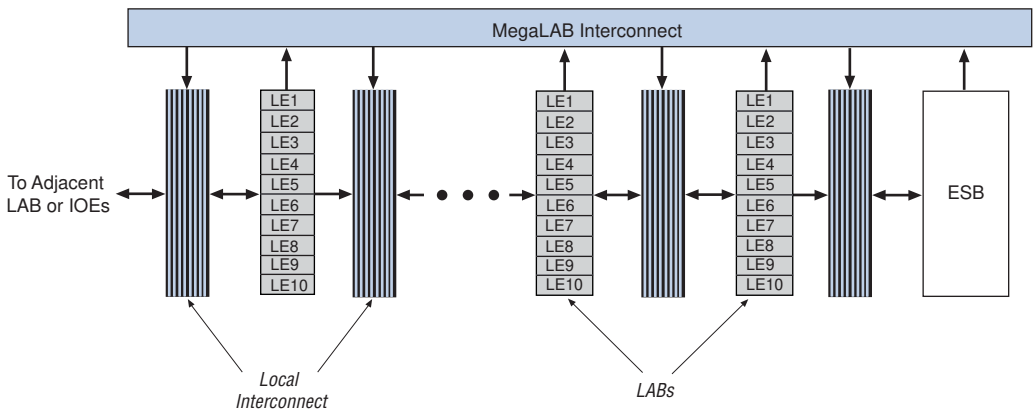 MegaLAB Interconnect
LE1
LE2
LE3
LE4
LE5
LE6
LE7
LE8
LE9
LE10
LE1
LE2
LE3
LE4
LE5
LE6
LE7
LE8
LE9
LE10
LE1
LE2
LE3
LE4
LE5
LE6
LE7
LE8
LE9
LE10
To Adjacent
LAB or IOEs
ESB
Local
Interconnect
LABs